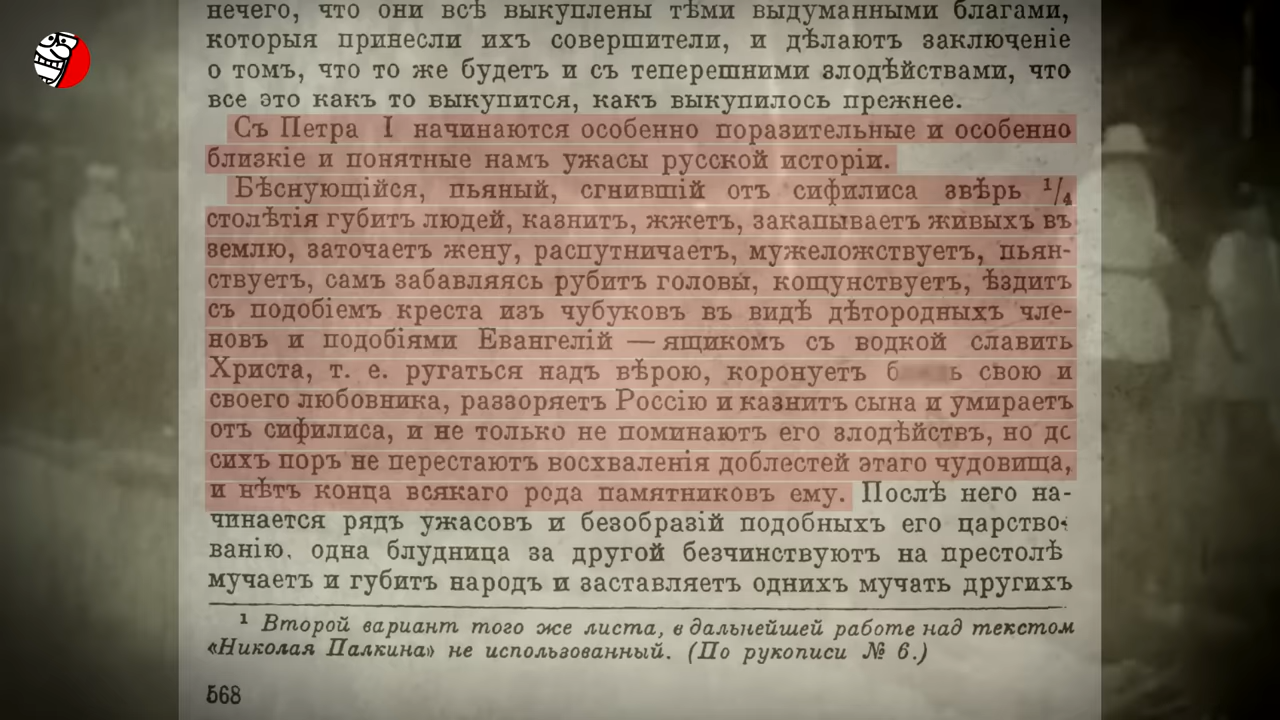 нечего, что они всѣ выкуплены тѣми выдуманными благами,
которыя принесли ихъ совершители, и дѣлаютъ заключеніе
о томъ, что то же будетъ и съ теперешними злодѣйствами, что
все это какъ то выкупится, какъ выкупилось прежнее.
Съ Петра I начинаются особенно поразительные и особенно
близкіе и понятные намъ ужасы русской исторіи.
Бѣснующійся, пьяный, сгнившій отъ сифилиса звѣрь 1/4
столѣтія губитъ людей, казнитъ, жжетъ, закапываетъ живыхъ въ
землю, заточаетъ жену, распутничаетъ, мужеложствуетъ, пьян-
ствуетъ, самъ забавляясь рубитъ головы, кощунствуетъ, ѣздитъ
съ подобіемъ креста изъ чубуковъ въ видѣ дѣтородныхъ чле-
новъ и подобіями Евангелій — ящикомъ съ водкой славить
Христа, т. е. ругаться надъ вѣрою, коронуетъ свою и
своего любовника, раззоряетъ Россію и казнитъ сына и умираетъ
отъ сифилиса, и не только не поминаютъ его злодѣйствъ, но до
сихъ поръ не перестаютъ восхваленія доблестей этаго чудовища,
и нѣтъ конца всякаго рода памятниковъ ему. Послѣ него на-
чинается рядъ ужасовъ и безобразій подобныхъ его царство-
ванію, одна блудница за другой безчинствуютъ на престолѣ
мучаетъ и губитъ народъ и заставляетъ однихъ мучать другихъ
1 Второй вариант того же листа, в дальнейшей работе над текстом
«Николая Палкина» не использованный. (По рукописи № 6.)
568